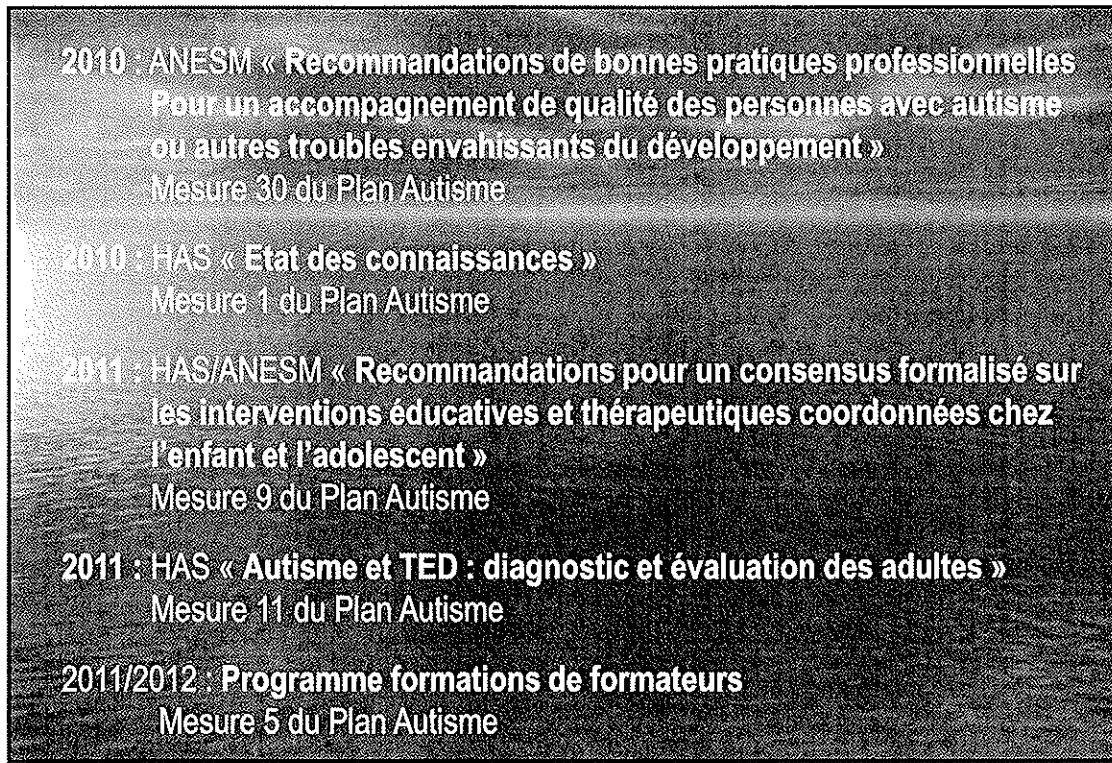 2010 : ANESM « Recommandations de bonnes pratiques professionnelles
Pour un accompagnement de qualité des personnes avec autisme
ou autres troubles envahissants du développement »
Mesure 30 du Plan Autisme
2010 : HAS « Etat des connaissances »
Mesure 1 du Plan Autisme
2011 : HAS/ANESM « Recommandations pour un consensus formalisé sur
les interventions éducatives et thérapeutiques coordonnées chez
l'enfant et l'adolescent »
Mesure 9 du Plan Autisme
2011 : HAS « Autisme et TED : diagnostic et évaluation des adultes »
Mesure 11 du Plan Autisme
2011/2012 : Programme formations de formateurs
Mesure 5 du Plan Autisme